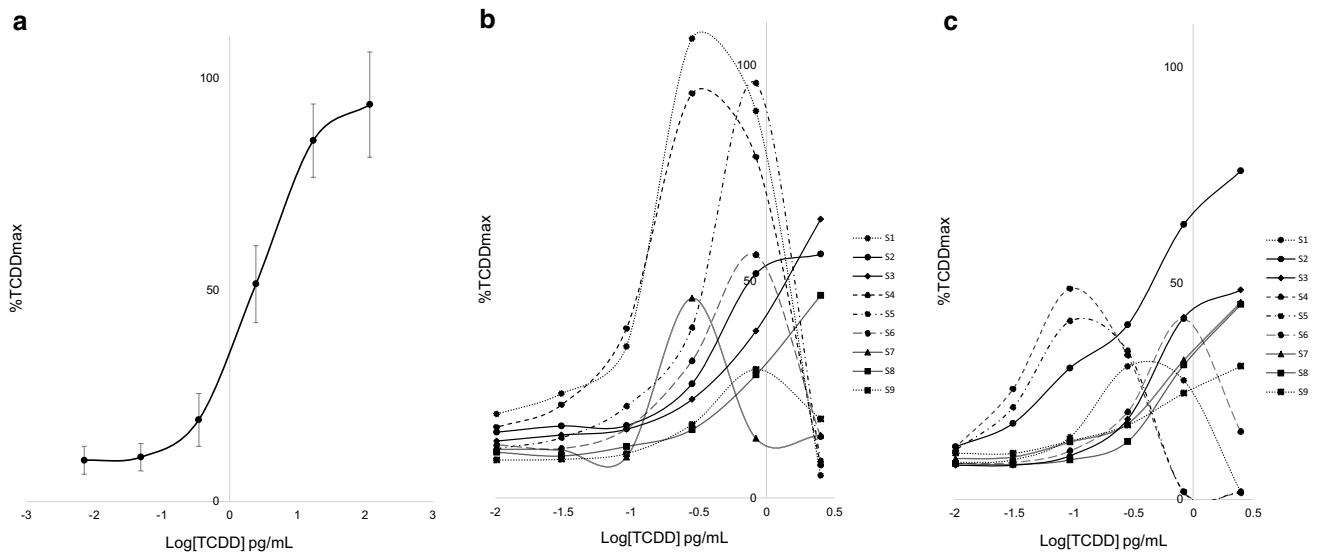 a
100
50
0
-3 -2 -1 0 1 2 3
%TCDDmax
Log[TCDD] pg/mL
b
100
50
0
-2 -1.5 -1 -0.5 0 0.5
%TCDDmax
Log[TCDD] pg/mL
S1
S2
S3
S4
S5
S6
S7
S8
S9
c
100
50
0
-2 -1.5 -1 -0.5 0 0.5
%TCDDmax
Log[TCDD] pg/mL
S1
S2
S3
S4
S5
S6
S7
S8
S9